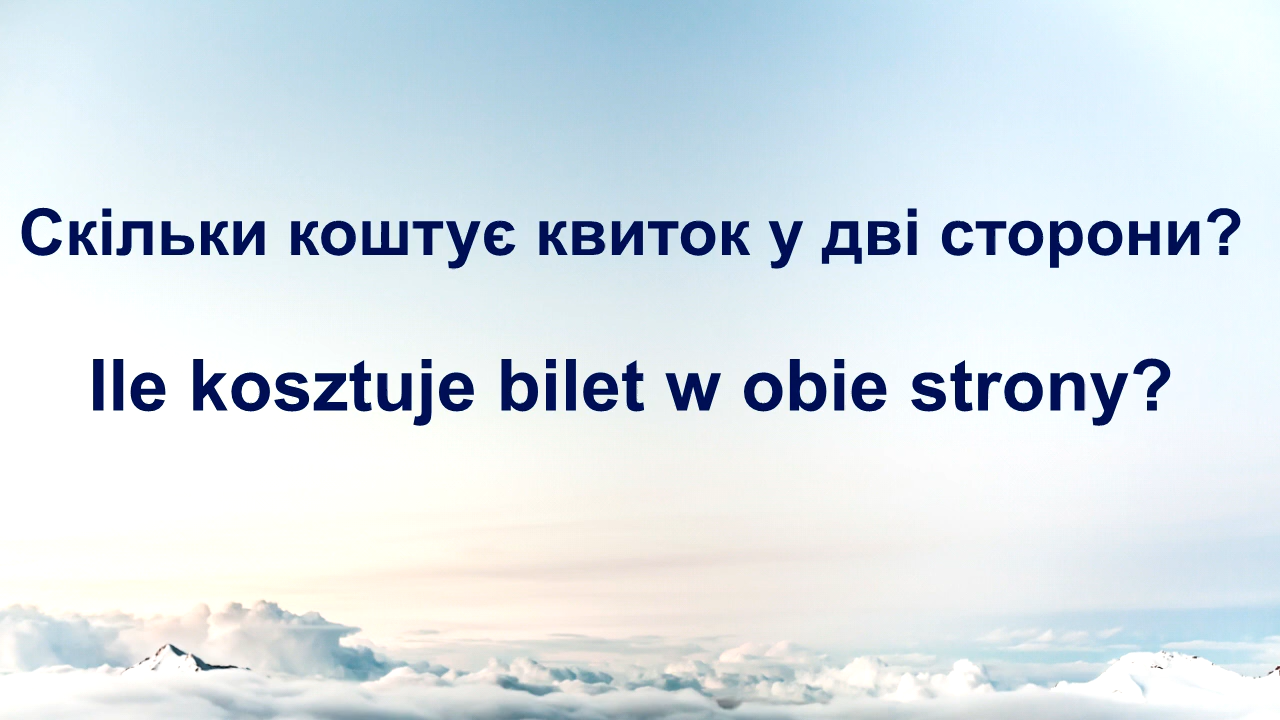 Скільки коштує квиток у дві сторони?
Ile kosztuje bilet w obie strony?